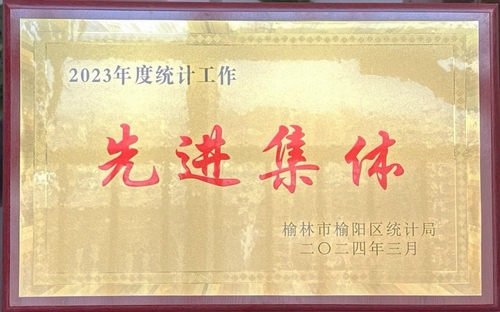 2023年度统计工作
先进集体
榆林市榆阳区统计局
二〇二四年三月